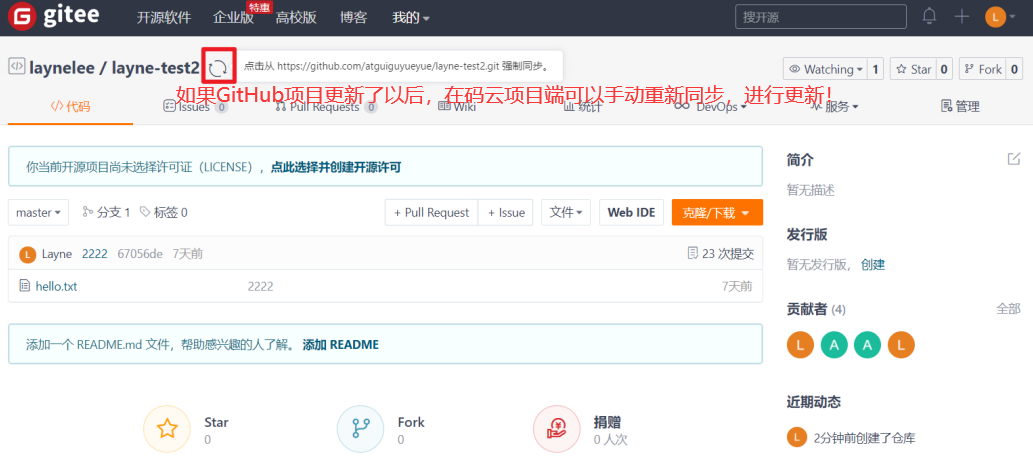 gitee 开源软件 企业版 特惠 高校版 博客 我的 搜开源 L
laynelee / layne-test2 点击从 https://github.com/atguiguyueyue/layne-test2.git 强制同步。 Watching 1 Star 0 Fork 0
如果GitHub项目更新了以后，在码云项目端可以手动重新同步，进行更新！
代码 Issues 0 Pull Requests 0 Wiki 统计 DevOps 服务 管理
你当前开源项目尚未选择许可证（LICENSE），点此选择并创建开源许可
简介
暂无描述
master 分支 1 标签 0 + Pull Request + Issue 文件 Web IDE 克隆/下载
发行版
L Layne 2222 67056de 7天前 23 次提交
暂无发行版，创建
hello.txt 2222 7天前
贡献者 (4) 全部
L A A L
添加一个 README.md 文件，帮助感兴趣的人了解。添加 README
近期动态
Star
0
Fork
0
捐赠
0 人次
L 2分钟前创建了仓库